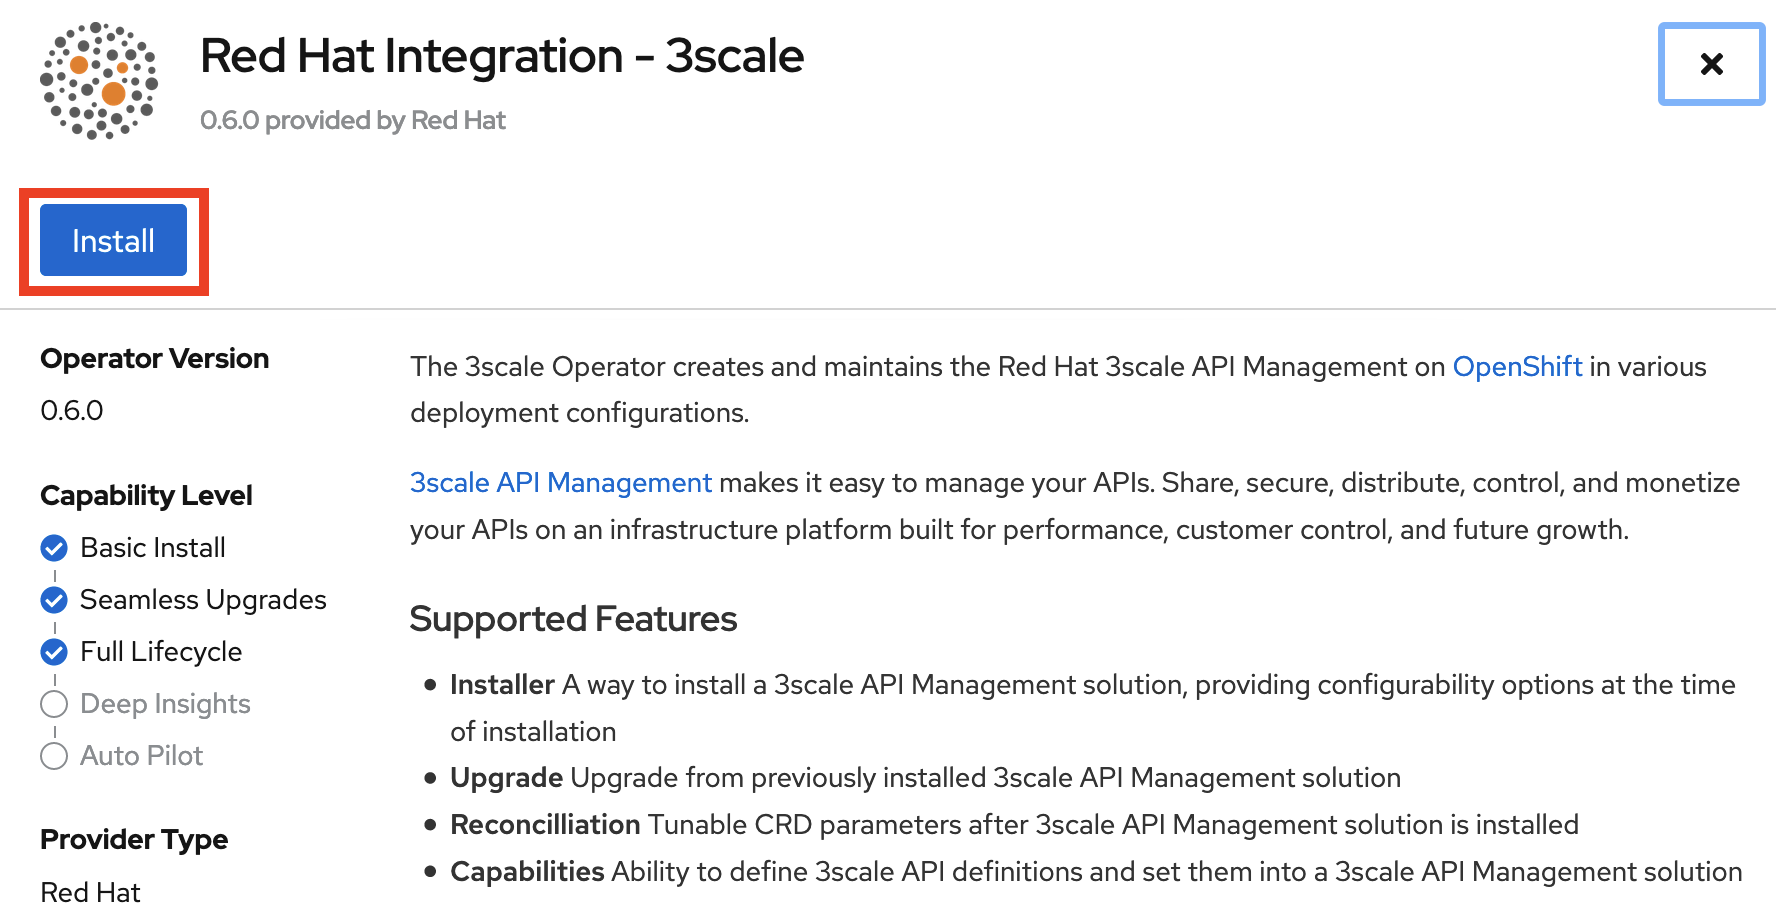 Red Hat Integration - 3scale
0.6.0 provided by Red Hat
Install
Operator Version
0.6.0
Capability Level
Basic Install
Seamless Upgrades
Full Lifecycle
Deep Insights
Auto Pilot
Provider Type
Red Hat
The 3scale Operator creates and maintains the Red Hat 3scale API Management on OpenShift in various
deployment configurations.
3scale API Management makes it easy to manage your APIs. Share, secure, distribute, control, and monetize
your APIs on an infrastructure platform built for performance, customer control, and future growth.
Supported Features
• Installer A way to install a 3scale API Management solution, providing configurability options at the time
of installation
• Upgrade Upgrade from previously installed 3scale API Management solution
• Reconcilliation Tunable CRD parameters after 3scale API Management solution is installed
• Capabilities Ability to define 3scale API definitions and set them into a 3scale API Management solution